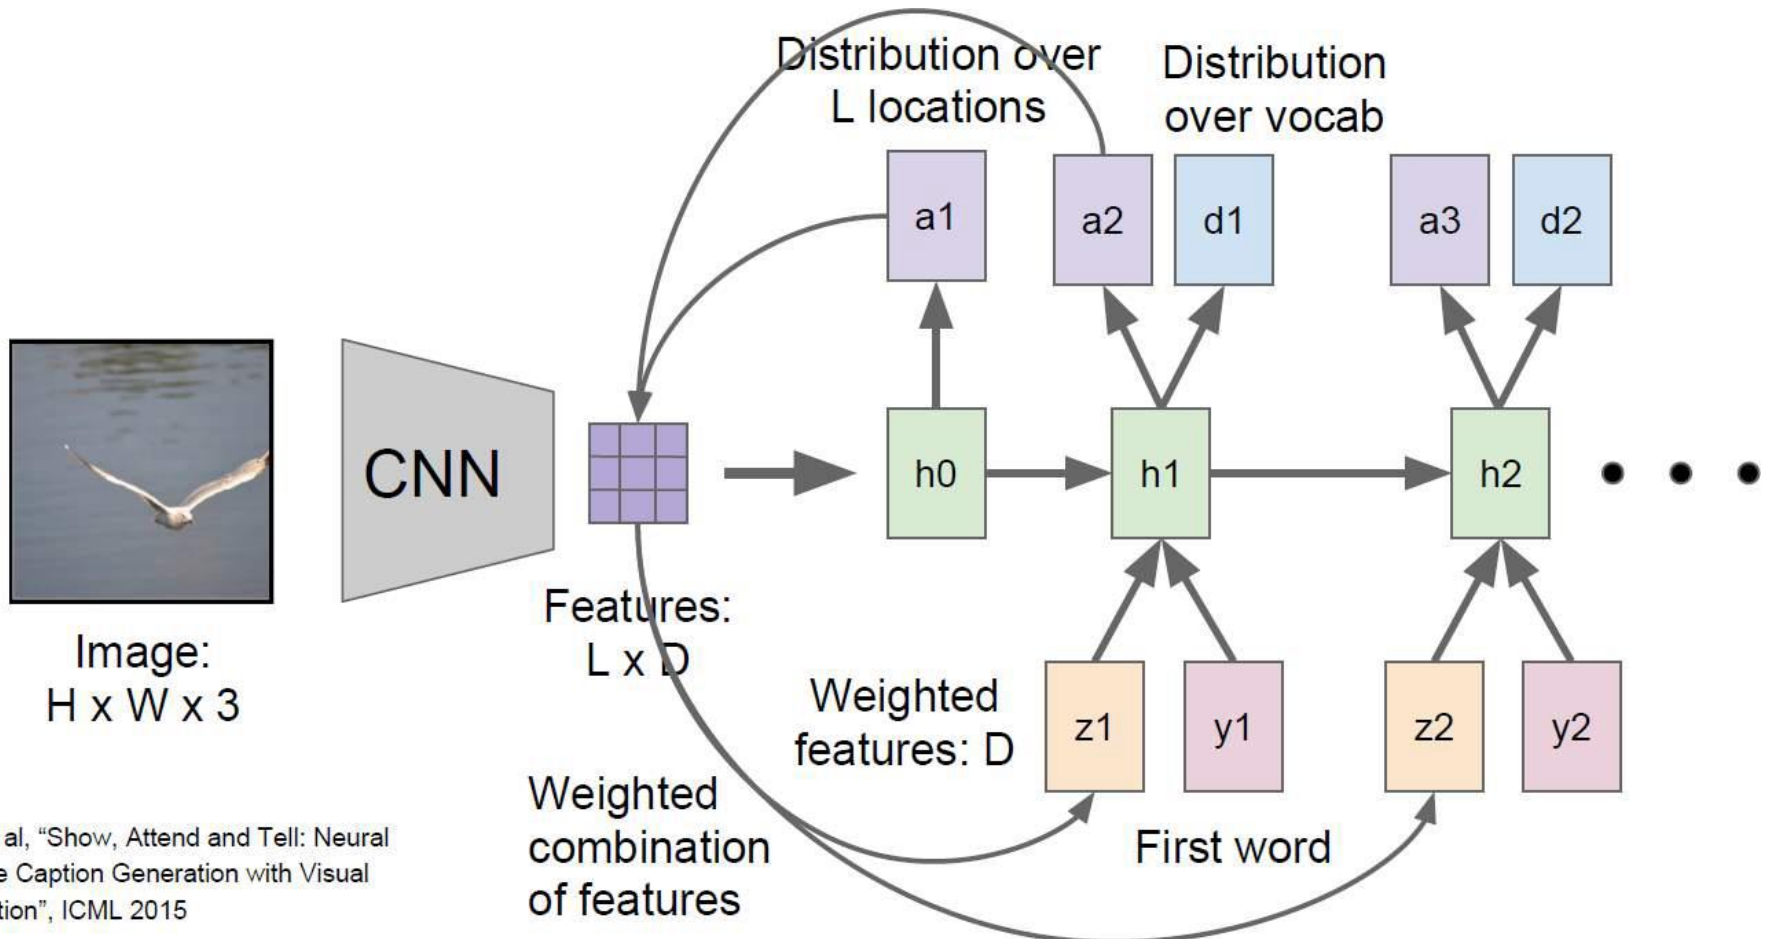 Distribution over
L locations
Distribution
over vocab
a1
a2
d1
a3
d2
CNN
h0
h1
h2
Features:
L x D
Image:
H x W x 3
Weighted
features: D
z1
y1
z2
y2
Weighted
combination
of features
First word
al, “Show, Attend and Tell: Neural
e Caption Generation with Visual
tion”, ICML 2015